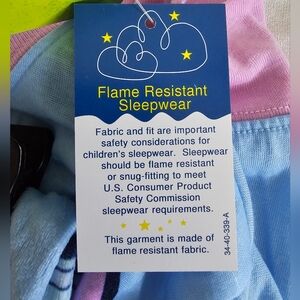 Flame Resistant
Sleepwear
Fabric and fit are important
safety considerations for
children's sleepwear. Sleepwear
should be flame resistant
or snug-fitting to meet
U.S. Consumer Product
Safety Commission
sleepwear requirements.
This garment is made of
flame resistant fabric.
34-40-339-A